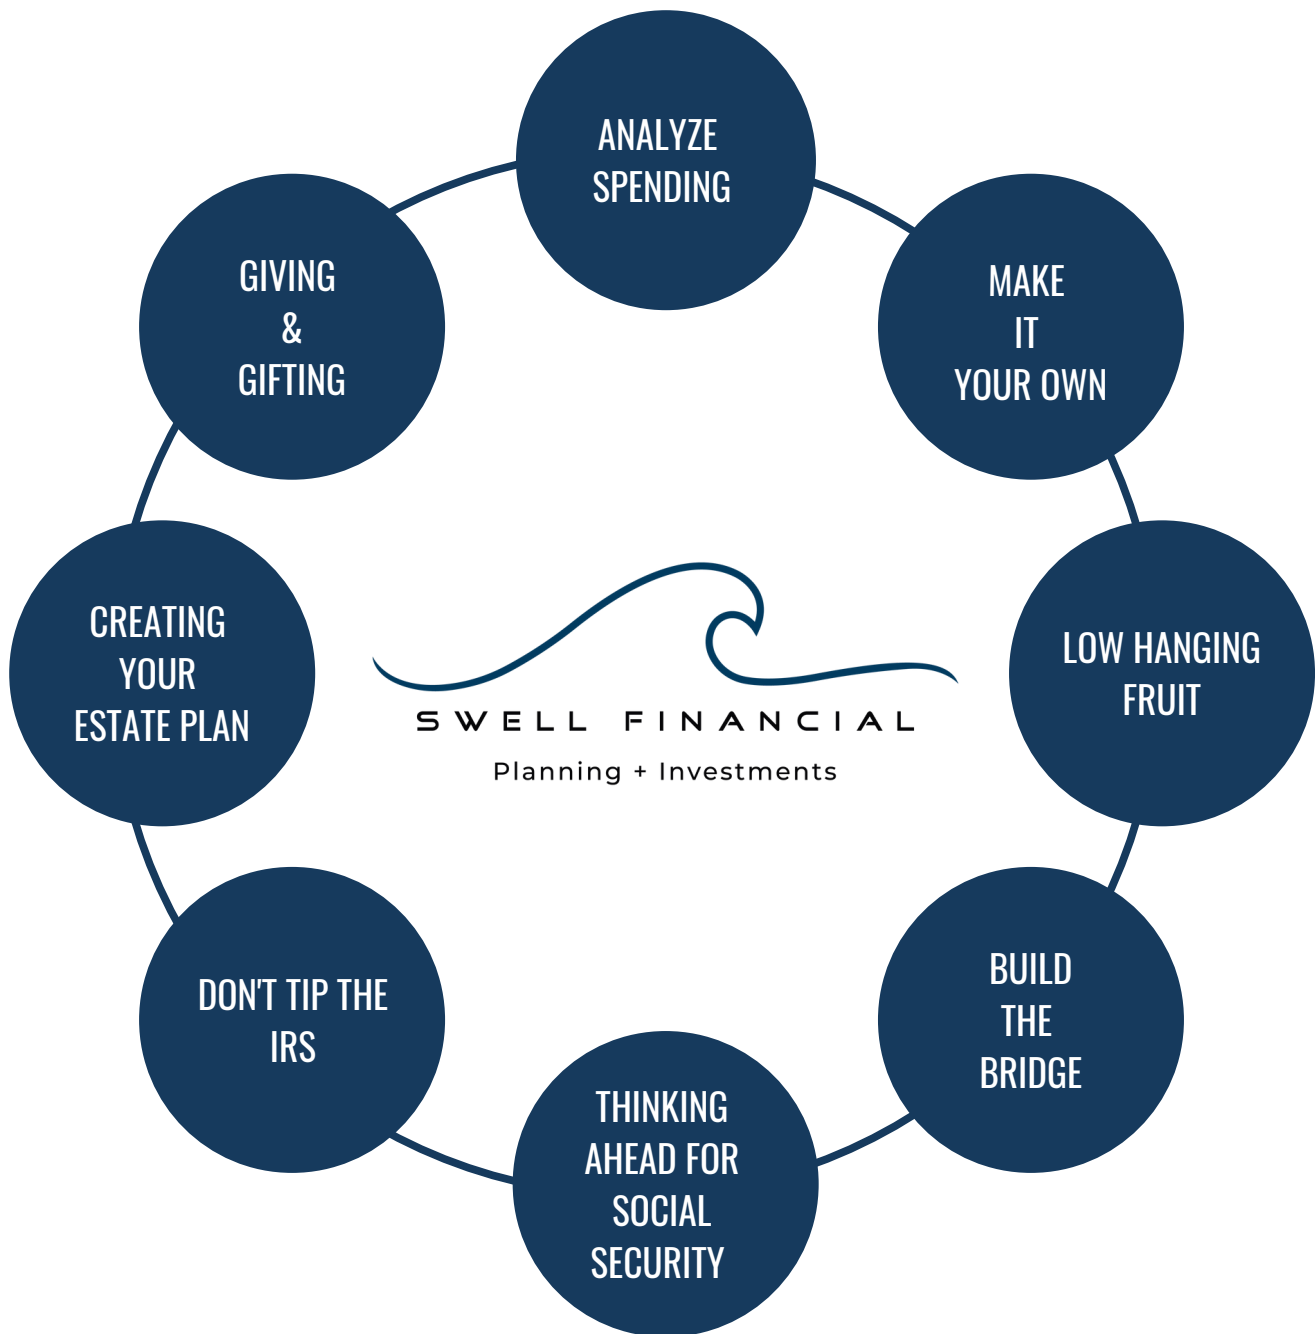 ANALYZE
SPENDING
MAKE
IT
YOUR OWN
LOW HANGING
FRUIT
BUILD
THE
BRIDGE
THINKING
AHEAD FOR
SOCIAL
SECURITY
DON'T TIP THE
IRS
CREATING
YOUR
ESTATE PLAN
GIVING
&
GIFTING
SWELL FINANCIAL
Planning + Investments